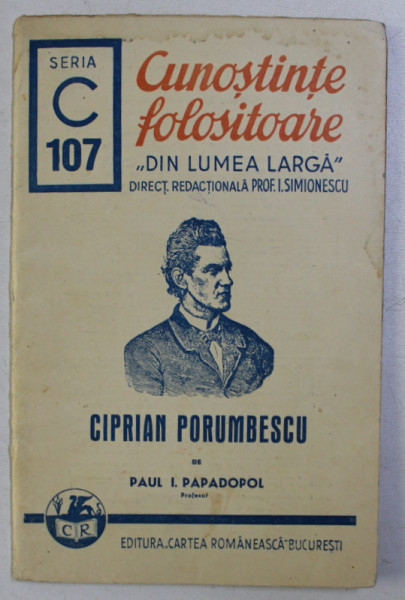 SERIA
C
107
Cunoștințe
folositoare
„DIN LUMEA LARGĂ”
DIRECȚ. REDACȚIONALĂ PROF. I. SIMIONESCU
CIPRIAN PORUMBESCU
DE
PAUL I. PAPADOPOL
Profesor
C R
EDITURA „CARTEA ROMÂNEASCĂ” BUCUREȘTI